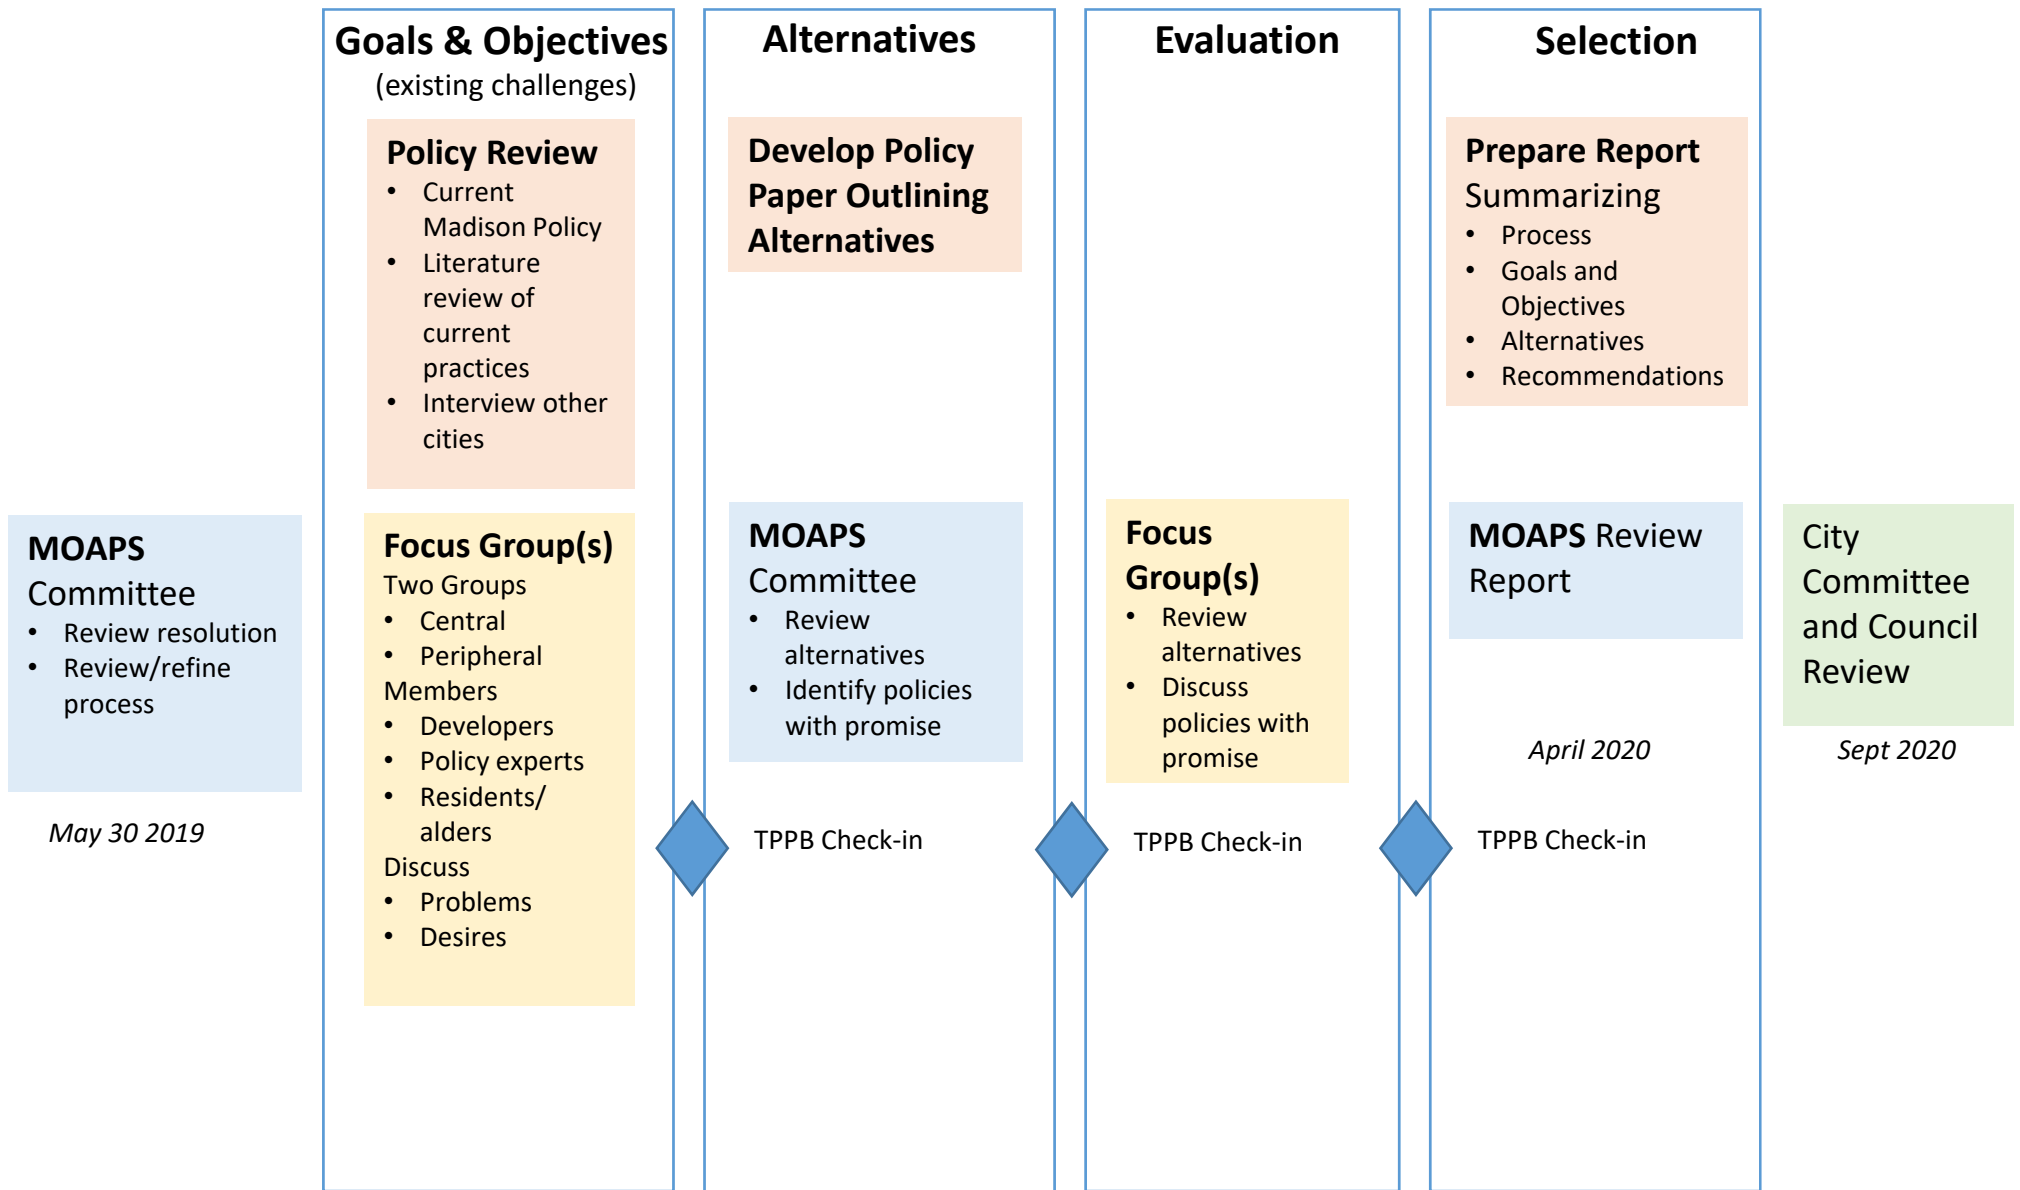 MOAPS
Committee
• Review resolution
• Review/refine
process
May 30 2019
Goals & Objectives
(existing challenges)
Policy Review
• Current
Madison Policy
• Literature
review of
current
practices
• Interview other
cities
Focus Group(s)
Two Groups
• Central
• Peripheral
Members
• Developers
• Policy experts
• Residents/
alders
Discuss
• Problems
• Desires
Alternatives
Develop Policy
Paper Outlining
Alternatives
MOAPS
Committee
• Review
alternatives
• Identify policies
with promise
TPPB Check-in
Evaluation
Focus
Group(s)
• Review
alternatives
• Discuss
policies with
promise
TPPB Check-in
Selection
Prepare Report
Summarizing
• Process
• Goals and
Objectives
• Alternatives
• Recommendations
MOAPS Review
Report
April 2020
TPPB Check-in
City
Committee
and Council
Review
Sept 2020